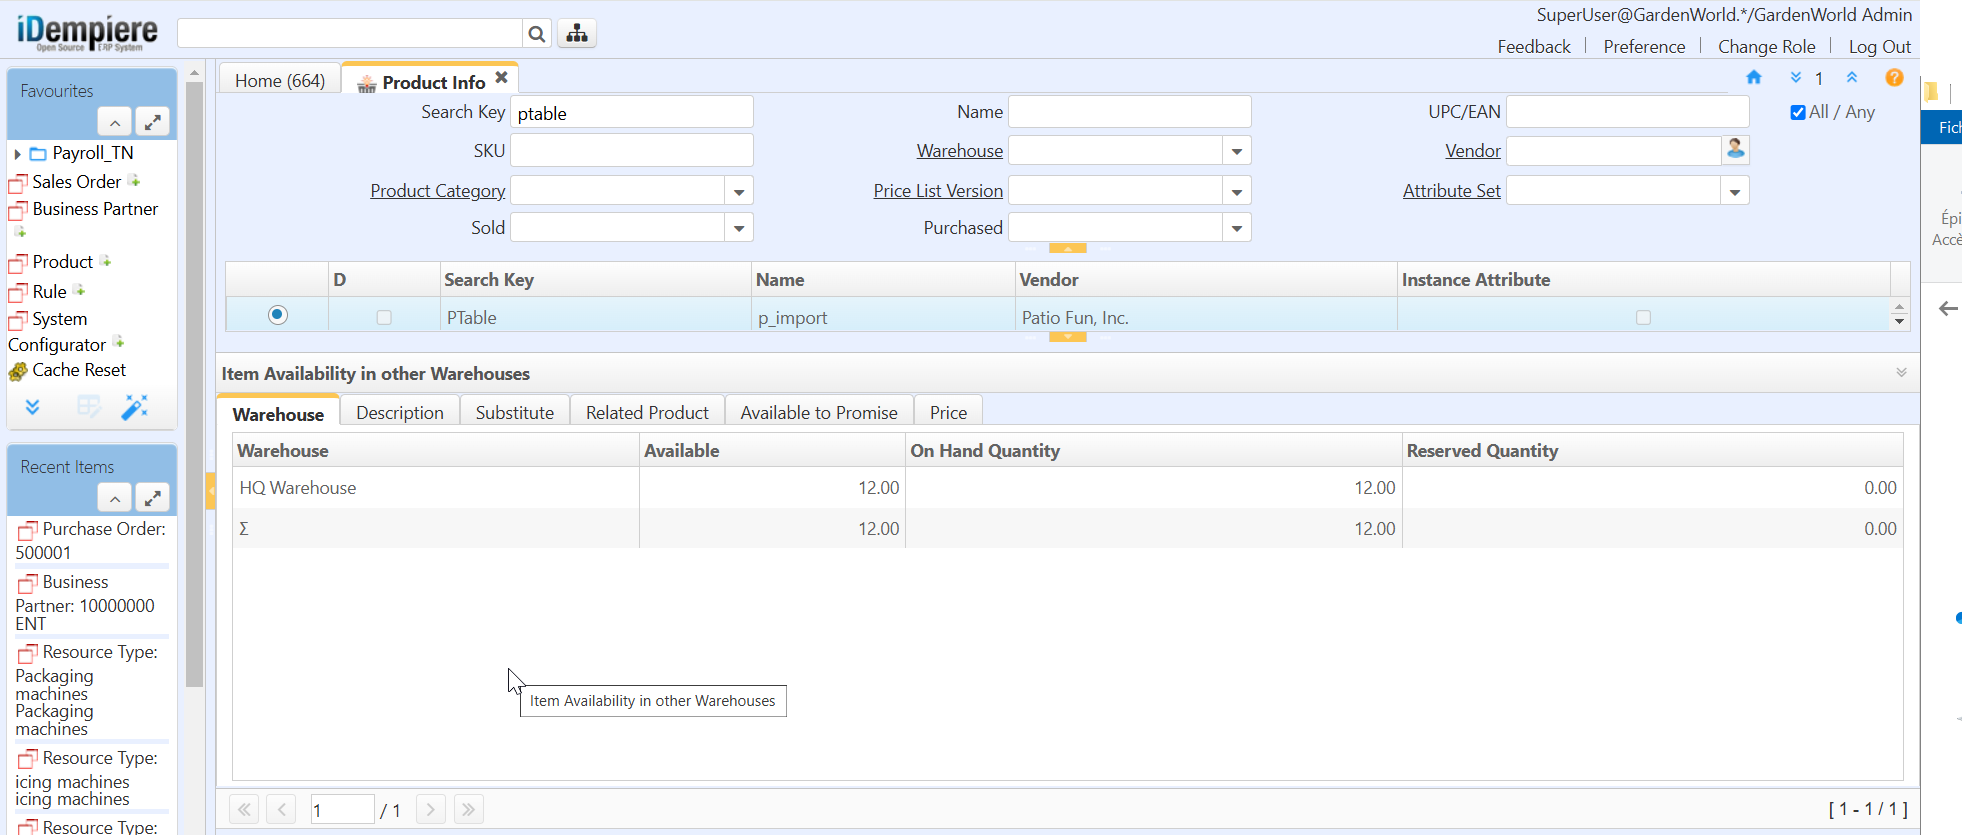 iDempiere
Open Source ERP System
SuperUser@GardenWorld.*/GardenWorld Admin
Feedback Preference Change Role Log Out
Favourites
Payroll_TN
Sales Order
Business Partner
Product
Rule
System
Configurator
Cache Reset
Recent Items
Purchase Order:
500001
Business
Partner: 10000000
ENT
Resource Type:
Packaging
machines
Packaging
machines
Resource Type:
icing machines
icing machines
Resource Type:
Home (664) Product Info
1
Search Key ptable Name UPC/EAN All / Any
SKU Warehouse Vendor
Product Category Price List Version Attribute Set
Sold Purchased
D Search Key Name Vendor Instance Attribute
PTable p_import Patio Fun, Inc.
Item Availability in other Warehouses
Warehouse Description Substitute Related Product Available to Promise Price
Warehouse Available On Hand Quantity Reserved Quantity
HQ Warehouse 12.00 12.00 0.00
Σ 12.00 12.00 0.00
Item Availability in other Warehouses
1 / 1
[ 1 - 1 / 1 ]
Fich
Épi
Accè